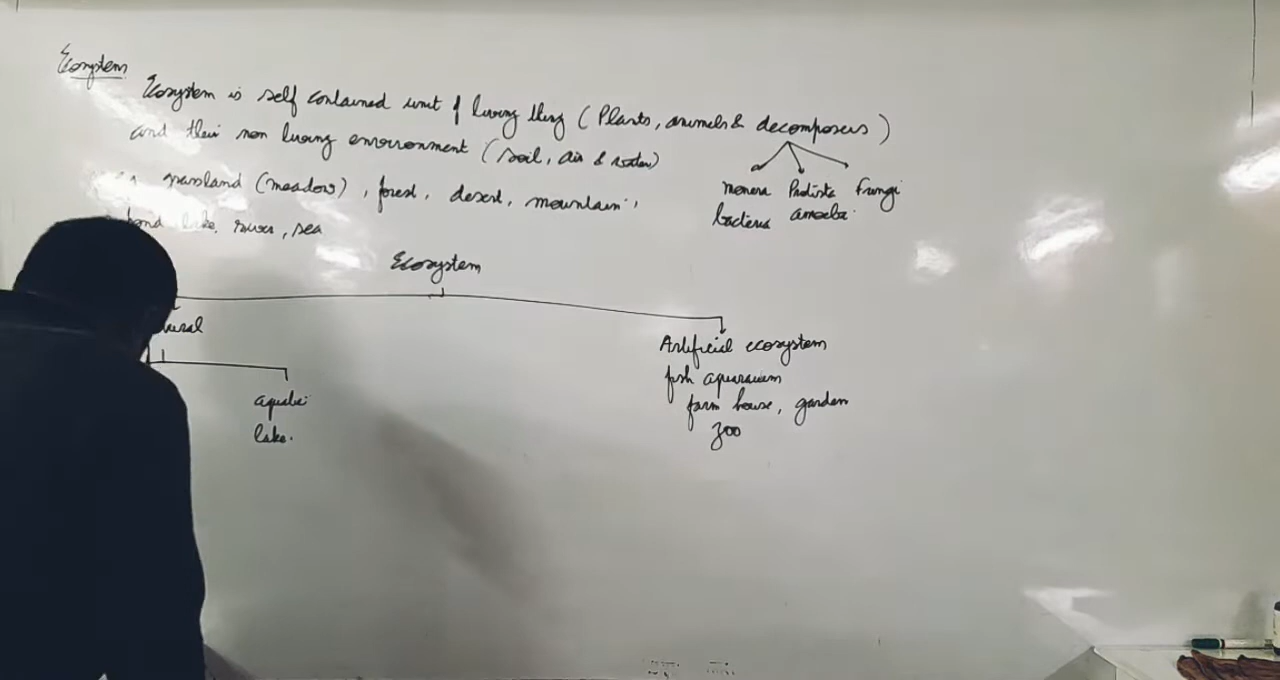 Ecosystem
Ecosystem is self contained unit of living thing (Plants, animals & decomposers)
and their non living environment (soil, air & water)
grassland (meadow), forest, desert, mountain,
pond lake, river, sea
monera Protista Fungi
bacteria amoeba
Ecosystem
tural
Artificial ecosystem
fish aquarium
farm house, garden
zoo
aquatic
lake.